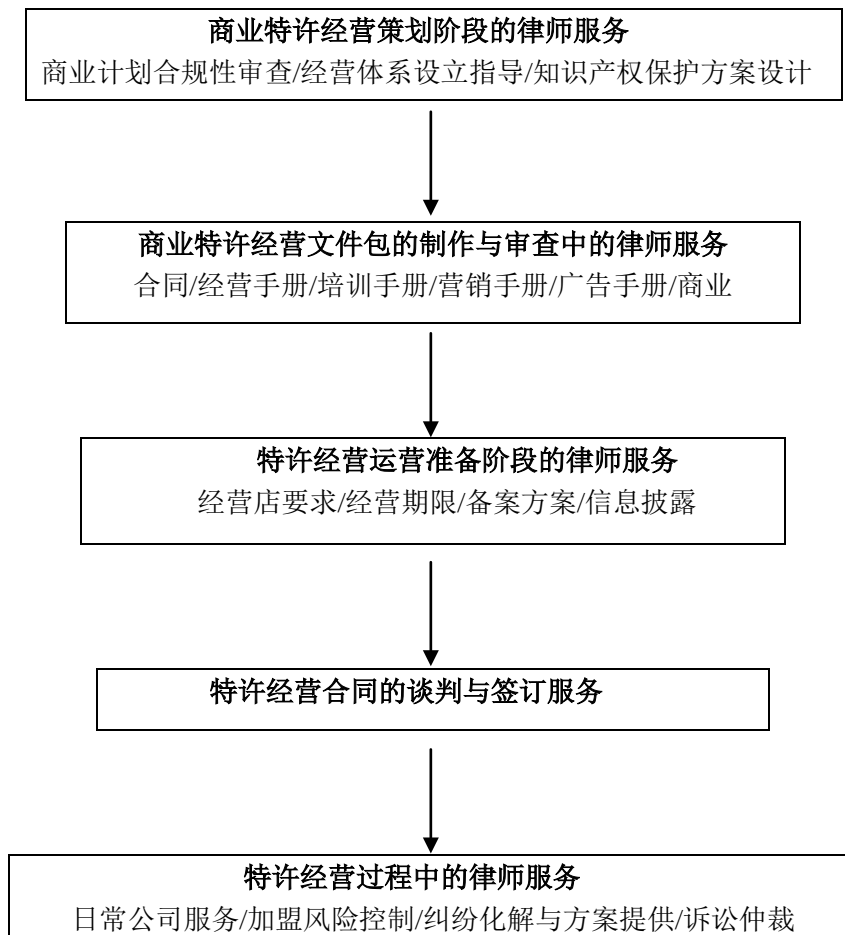 商业特许经营策划阶段的律师服务
商业计划合规性审查/经营体系设立指导/知识产权保护方案设计
商业特许经营文件包的制作与审查中的律师服务
合同/经营手册/培训手册/营销手册/广告手册/商业
特许经营运营准备阶段的律师服务
经营店要求/经营期限/备案方案/信息披露
特许经营合同的谈判与签订服务
特许经营过程中的律师服务
日常公司服务/加盟风险控制/纠纷化解与方案提供/诉讼仲裁